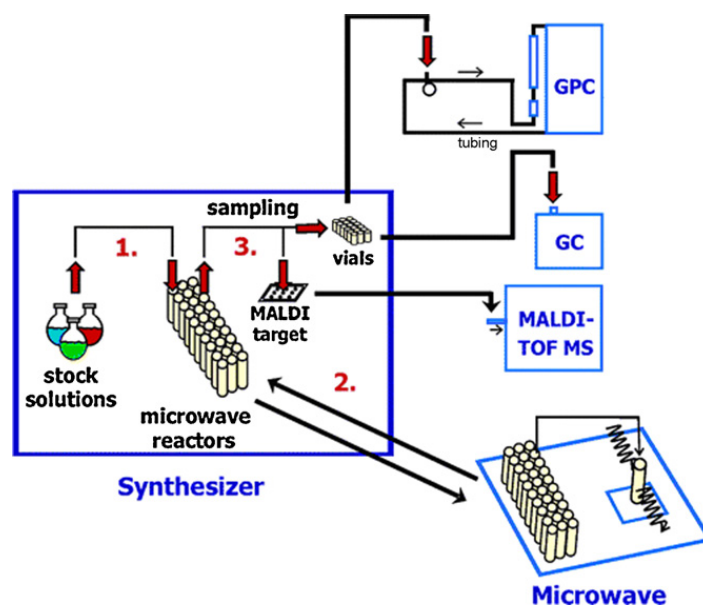 GPC
tubing
sampling
GC
1.
3.
vials
MALDI
target
MALDI-
TOF MS
stock
solutions
2.
microwave
reactors
Synthesizer
Microwave